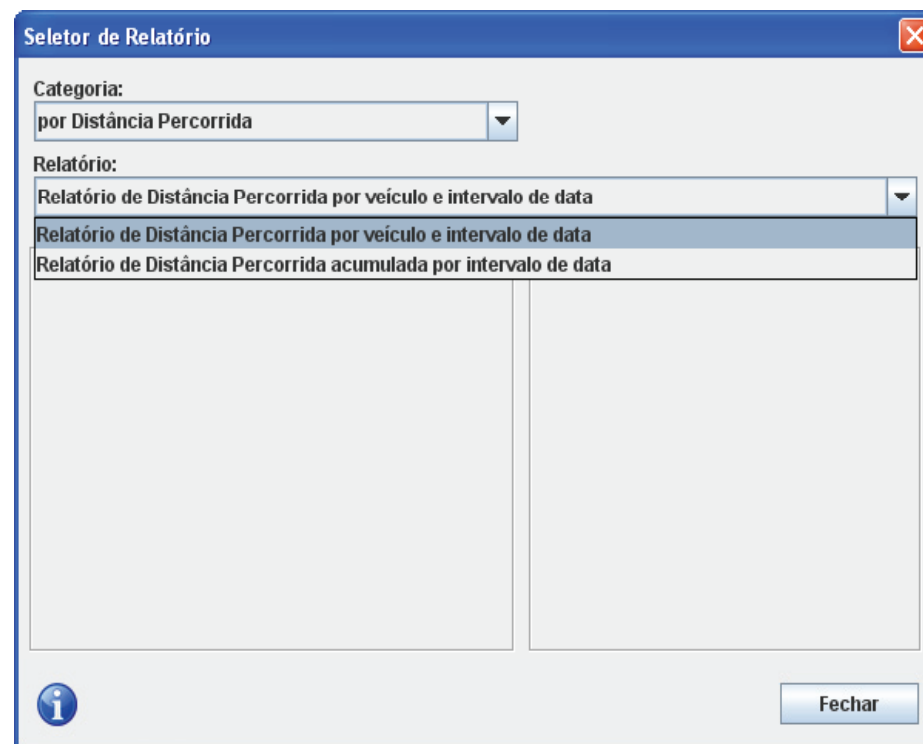 Seletor de Relatório
Categoria:
por Distância Percorrida
Relatório:
Relatório de Distância Percorrida por veículo e intervalo de data
Relatório de Distância Percorrida por veículo e intervalo de data
Relatório de Distância Percorrida acumulada por intervalo de data
Fechar